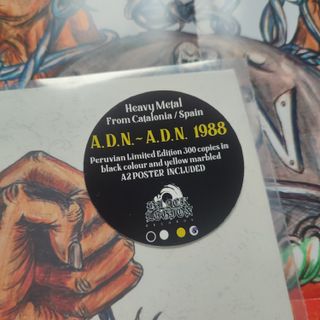 Heavy Metal
From Catalonia / Spain
A.D.N. ~ A.D.N. 1988
Peruvian Limited Edition 300 copies in
black colour and yellow marbled
A2 POSTER INCLUDED
RECORDS